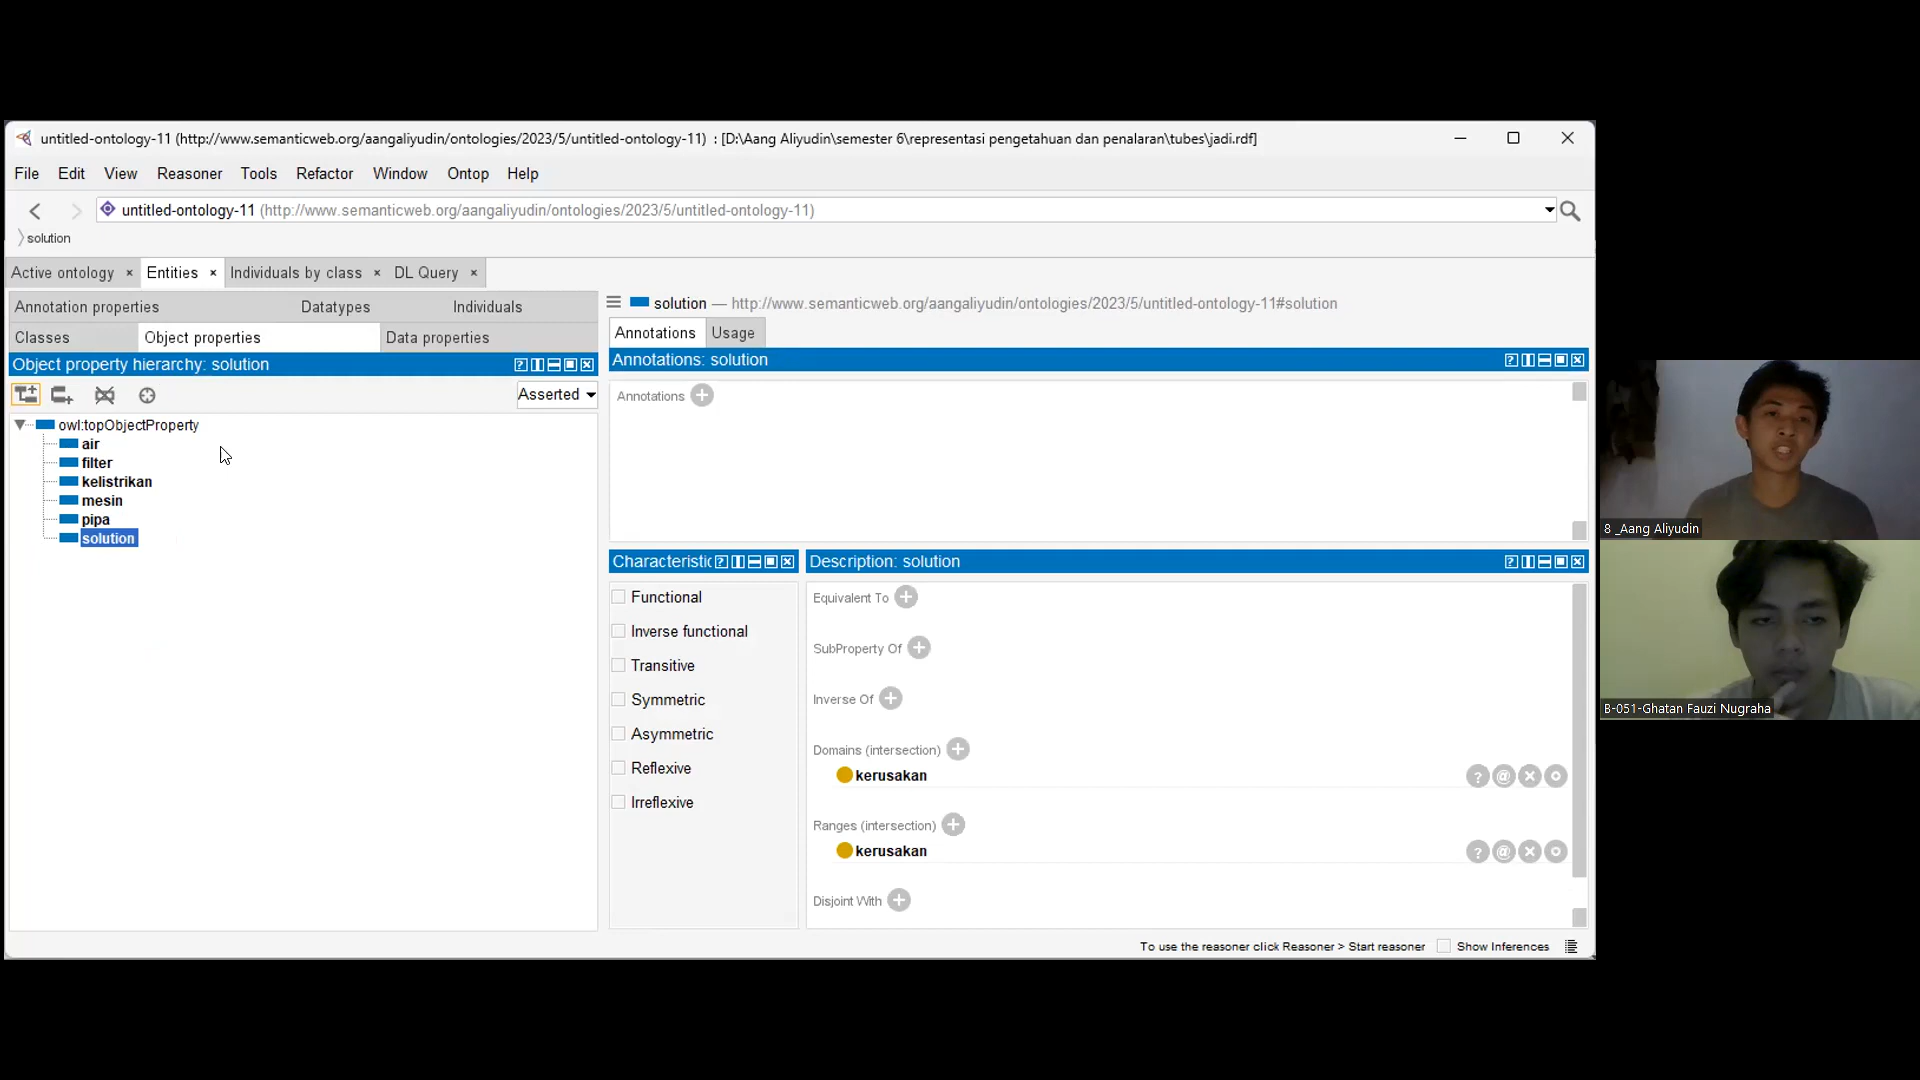 untitled-ontology-11 (http://www.semanticweb.org/aangaliyudin/ontologies/2023/5/untitled-ontology-11) : [D:\Aang Aliyudin\semester 6\representasi pengetahuan dan penalaran\tubes\jadi.rdf]
File Edit View Reasoner Tools Refactor Window Ontop Help
untitled-ontology-11 (http://www.semanticweb.org/aangaliyudin/ontologies/2023/5/untitled-ontology-11)
solution
Active ontology × Entities × Individuals by class × DL Query ×
Annotation properties Datatypes Individuals
Classes Object properties Data properties
Object property hierarchy: solution
Asserted
owl:topObjectProperty
air
filter
kelistrikan
mesin
pipa
solution
solution — http://www.semanticweb.org/aangaliyudin/ontologies/2023/5/untitled-ontology-11#solution
Annotations Usage
Annotations: solution
Annotations
Characteristic
Functional
Inverse functional
Transitive
Symmetric
Asymmetric
Reflexive
Irreflexive
Description: solution
Equivalent To
SubProperty Of
Inverse Of
Domains (intersection)
kerusakan
Ranges (intersection)
kerusakan
Disjoint With
To use the reasoner click Reasoner > Start reasoner Show Inferences
8 _Aang Aliyudin
B-051-Ghatan Fauzi Nugraha